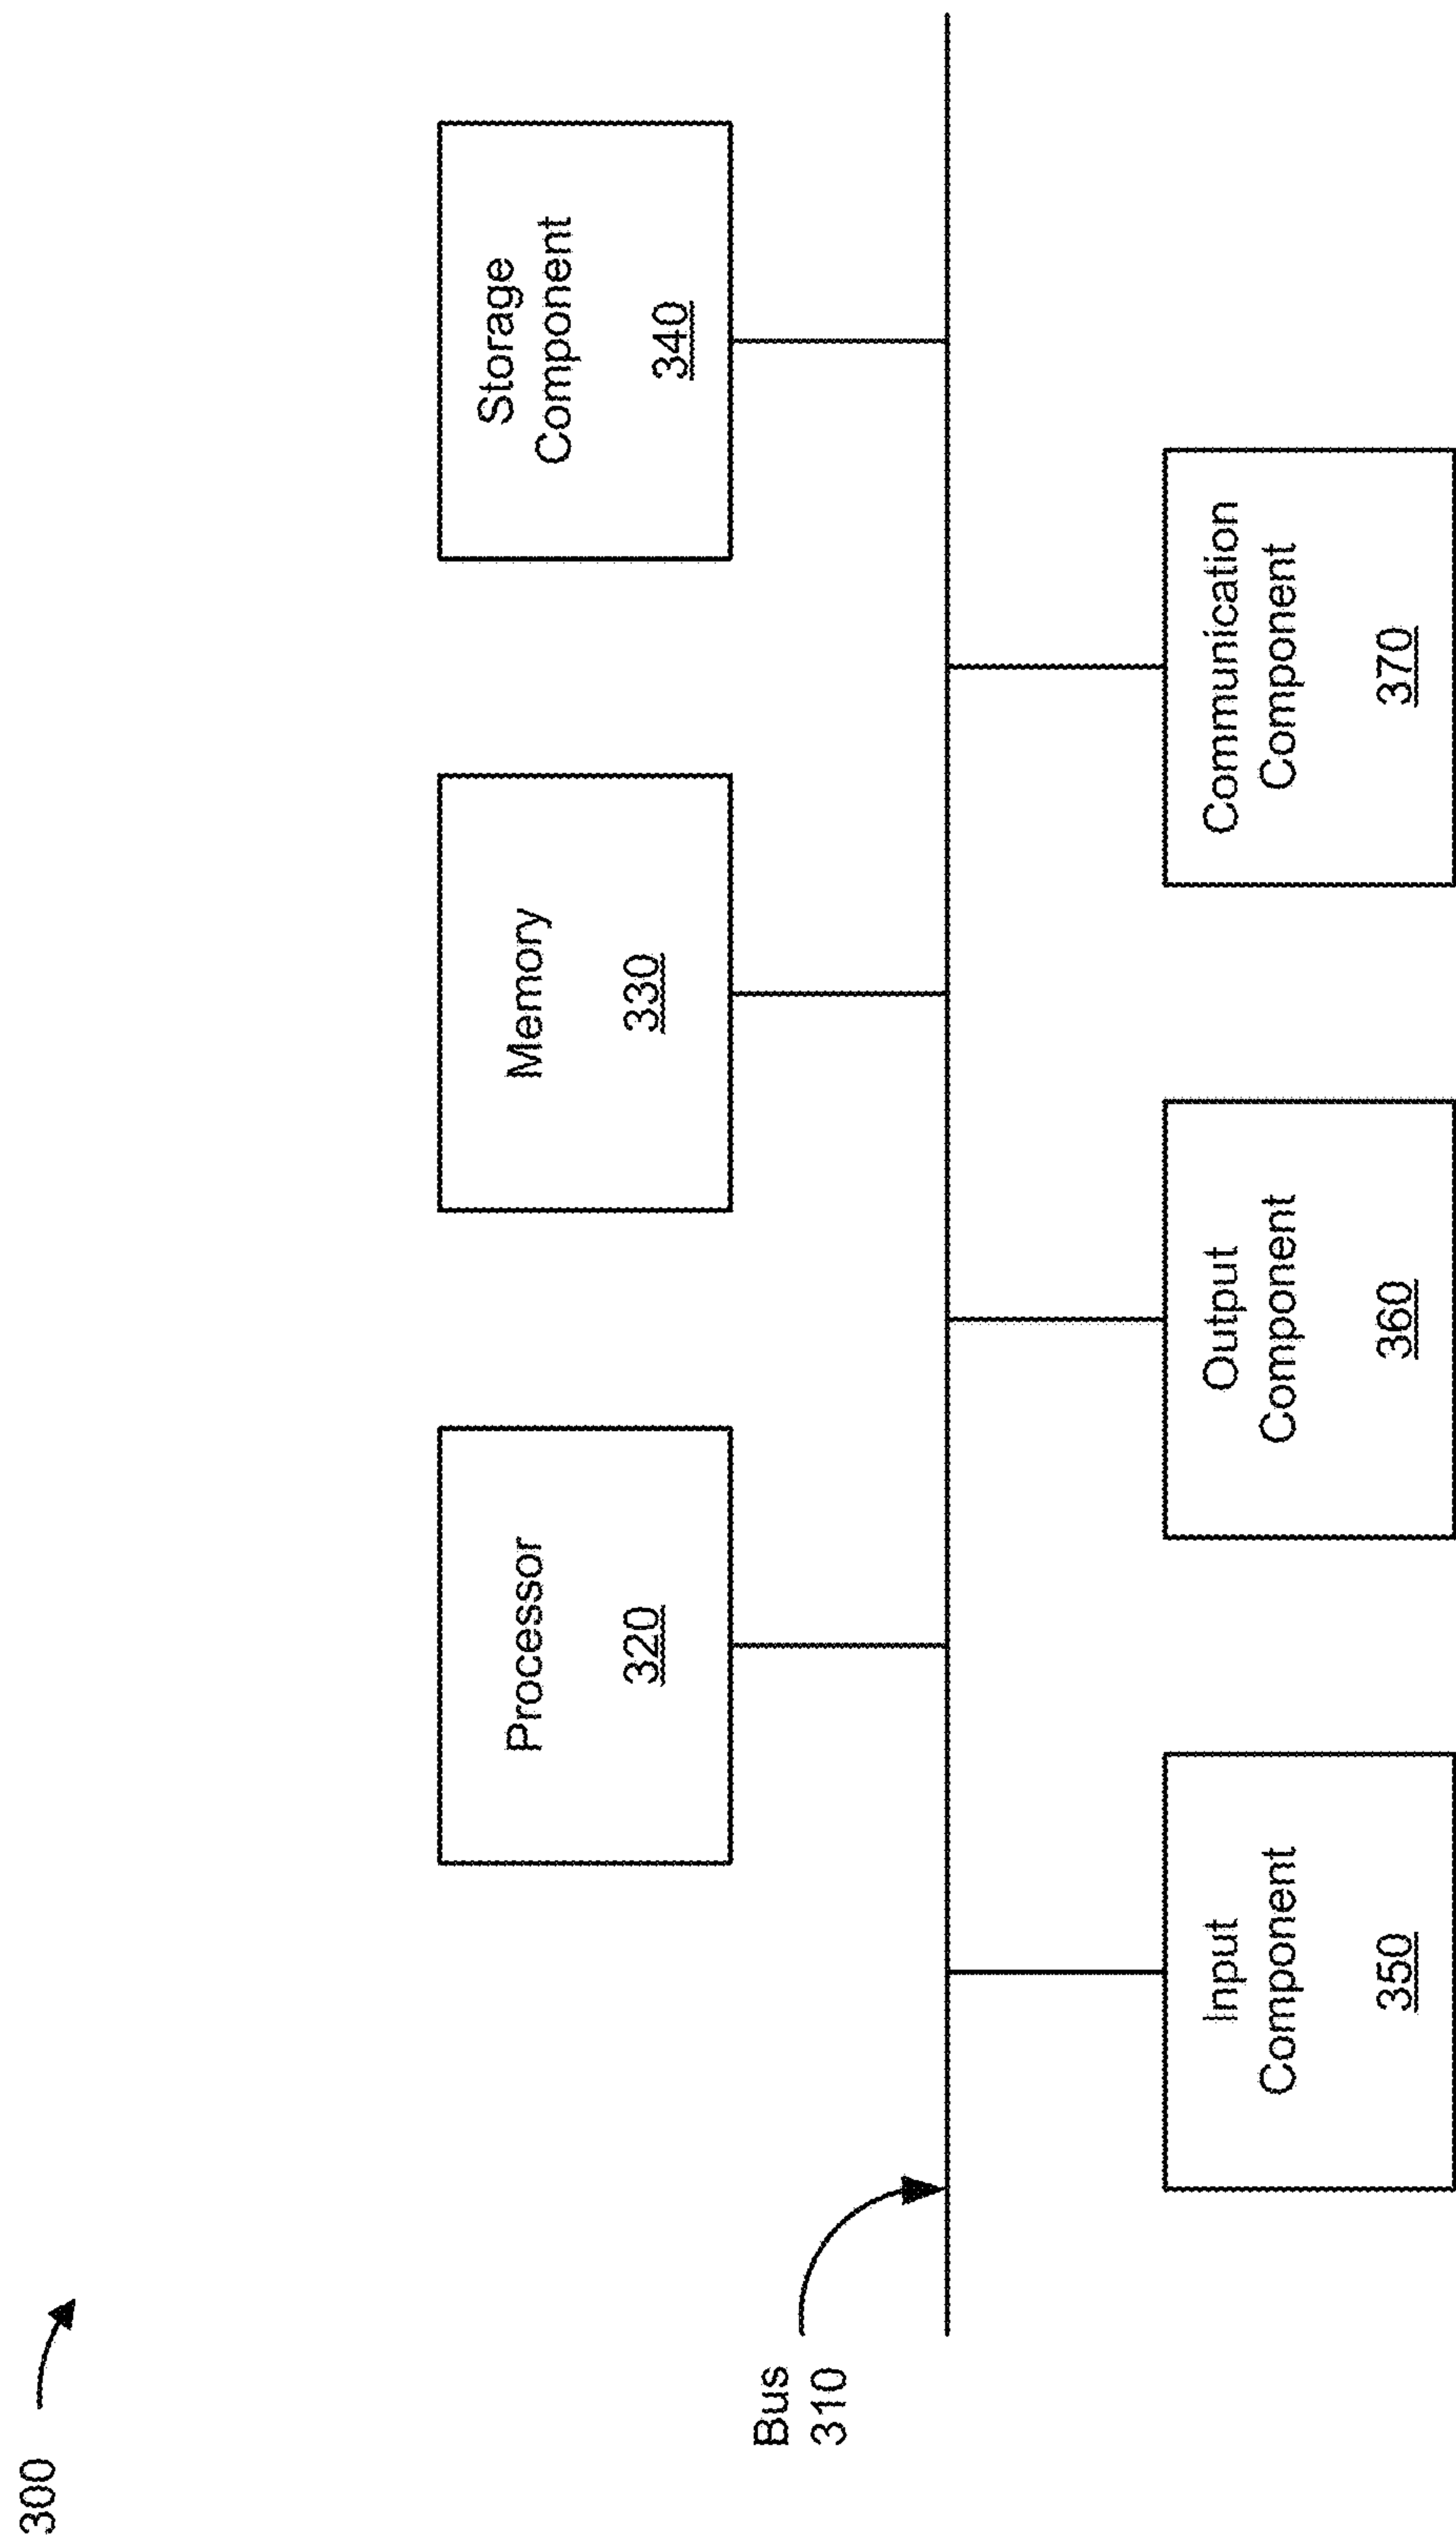 300
Processor
320
Memory
330
Storage
Component
340
Bus
310
Input
Component
350
Output
Component
360
Communication
Component
370